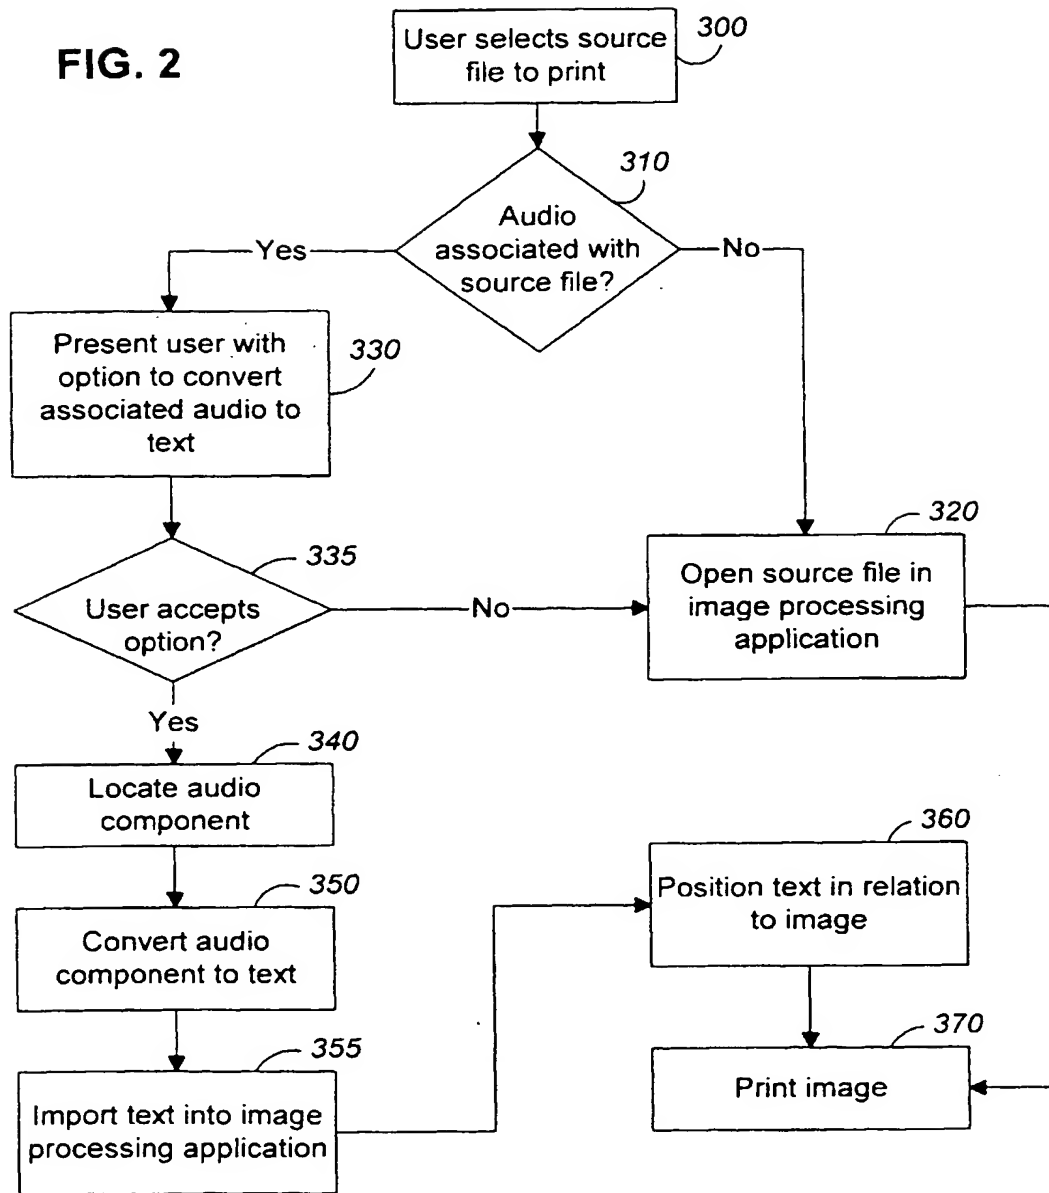 FIG. 2
User selects source
file to print
300
310
Audio
associated with
source file?
Yes
No
Present user with
option to convert
associated audio to
text
330
335
User accepts
option?
No
320
Open source file in
image processing
application
Yes
340
Locate audio
component
350
Convert audio
component to text
355
Import text into image
processing application
360
Position text in relation
to image
370
Print image